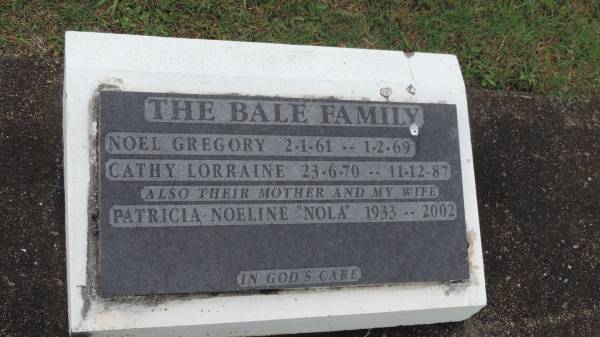 THE BALE FAMILY
NOEL GREGORY 2-1-61 -- 1-2-69
CATHY LORRAINE 23-6-70 -- 11-12-87
ALSO THEIR MOTHER AND MY WIFE
PATRICIA NOELINE "NOLA" 1933 -- 2002
IN GOD'S CARE